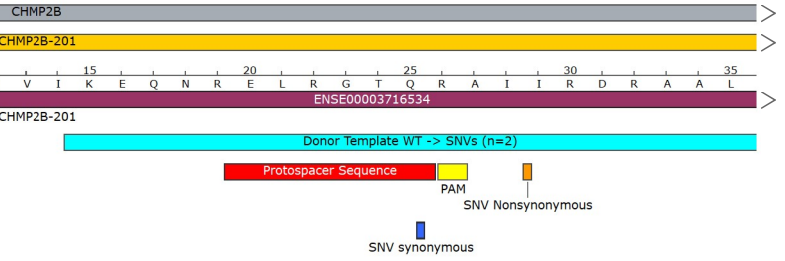 CHMP2B
CHMP2B-201
15 20 25 30 35
V I K E Q N R E L R G T Q R A I I R D R A A L
ENSE00003716534
CHMP2B-201
Donor Template WT -> SNVs (n=2)
Protospacer Sequence
PAM
SNV Nonsynonymous
SNV synonymous